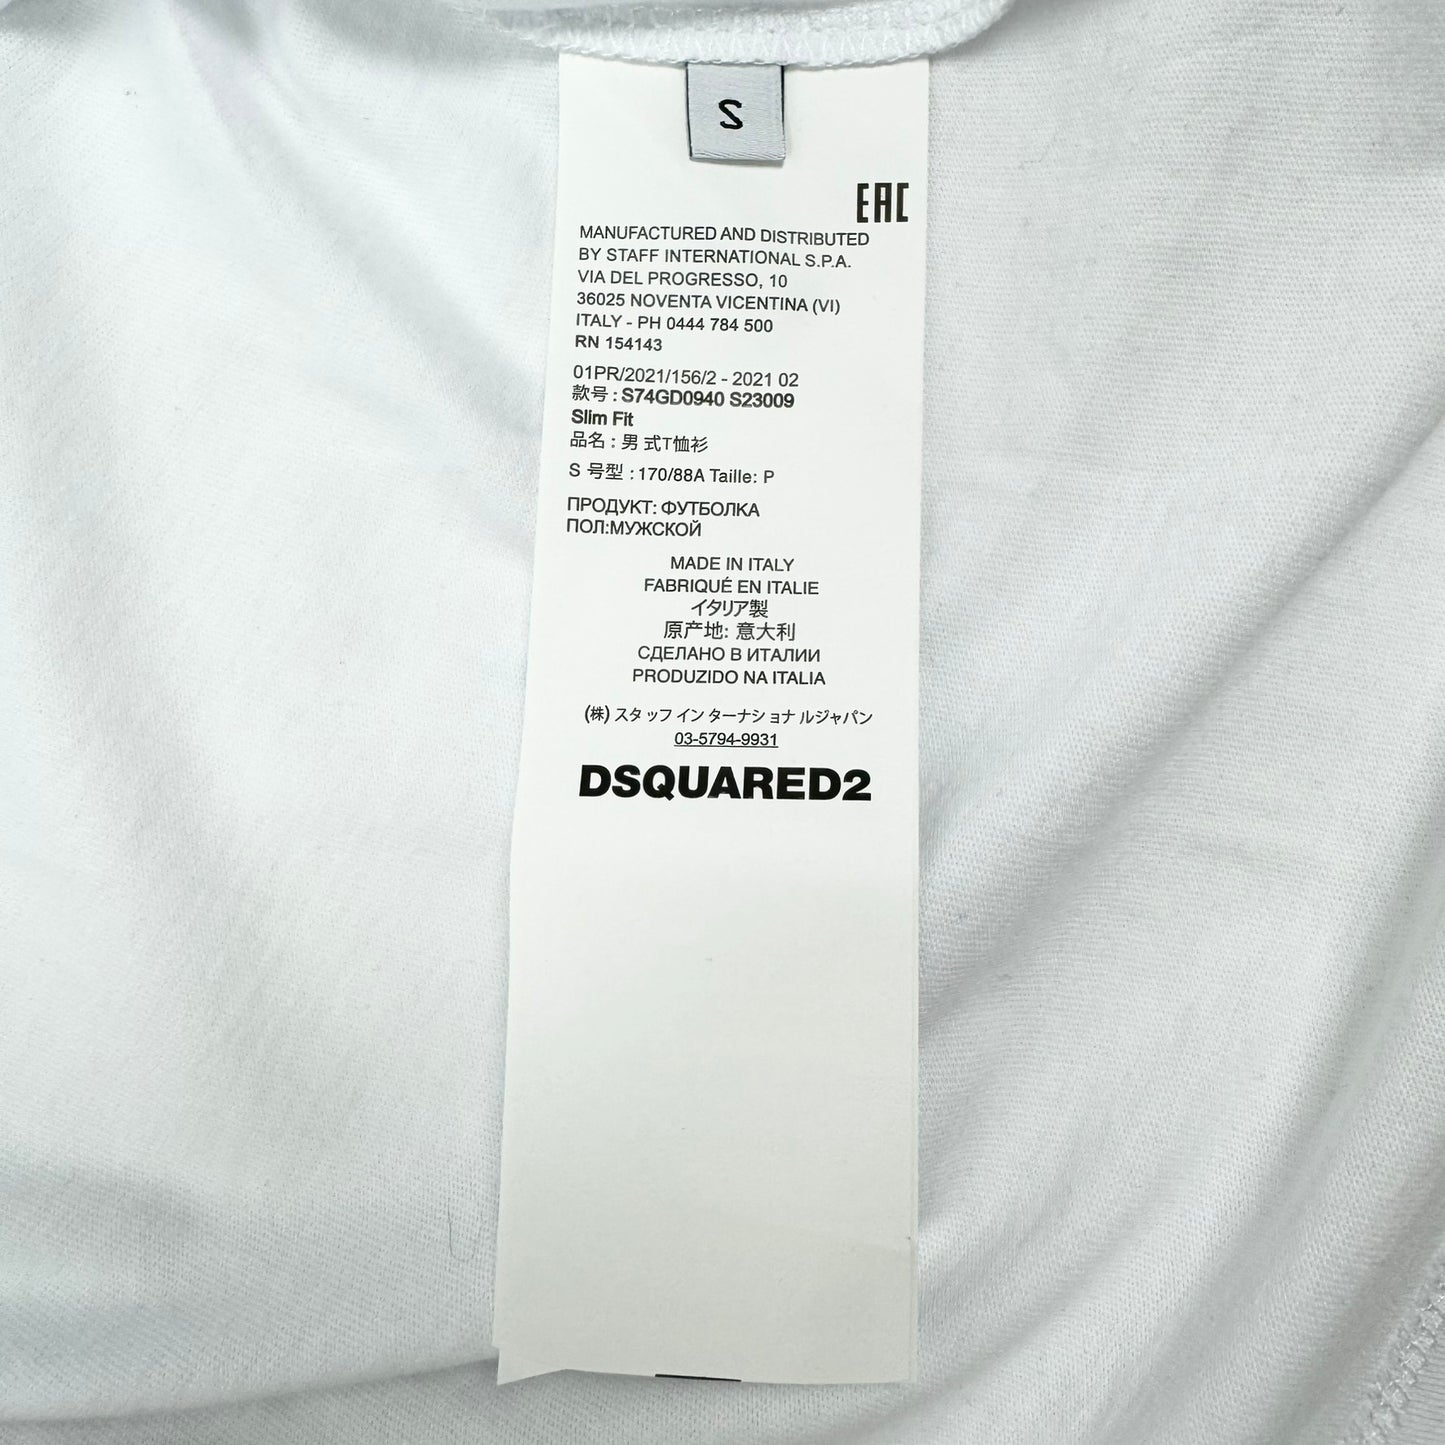 S
EAC
MANUFACTURED AND DISTRIBUTED
BY STAFF INTERNATIONAL S.P.A.
VIA DEL PROGRESSO, 10
36025 NOVENTA VICENTINA (VI)
ITALY - PH 0444 784 500
RN 154143
01PR/2021/156/2 - 2021 02
款号 : S74GD0940 S23009
Slim Fit
品名 : 男 式T恤衫
S 号型 : 170/88A Taille: P
ПРОДУКТ: ФУТБОЛКА
ПОЛ:МУЖСКОЙ
MADE IN ITALY
FABRIQUÉ EN ITALIE
イタリア製
原产地: 意大利
СДЕЛАНО В ИТАЛИИ
PRODUZIDO NA ITALIA
(株) スタッフ イン ターナショナ ルジャパン
03-5794-9931
DSQUARED2